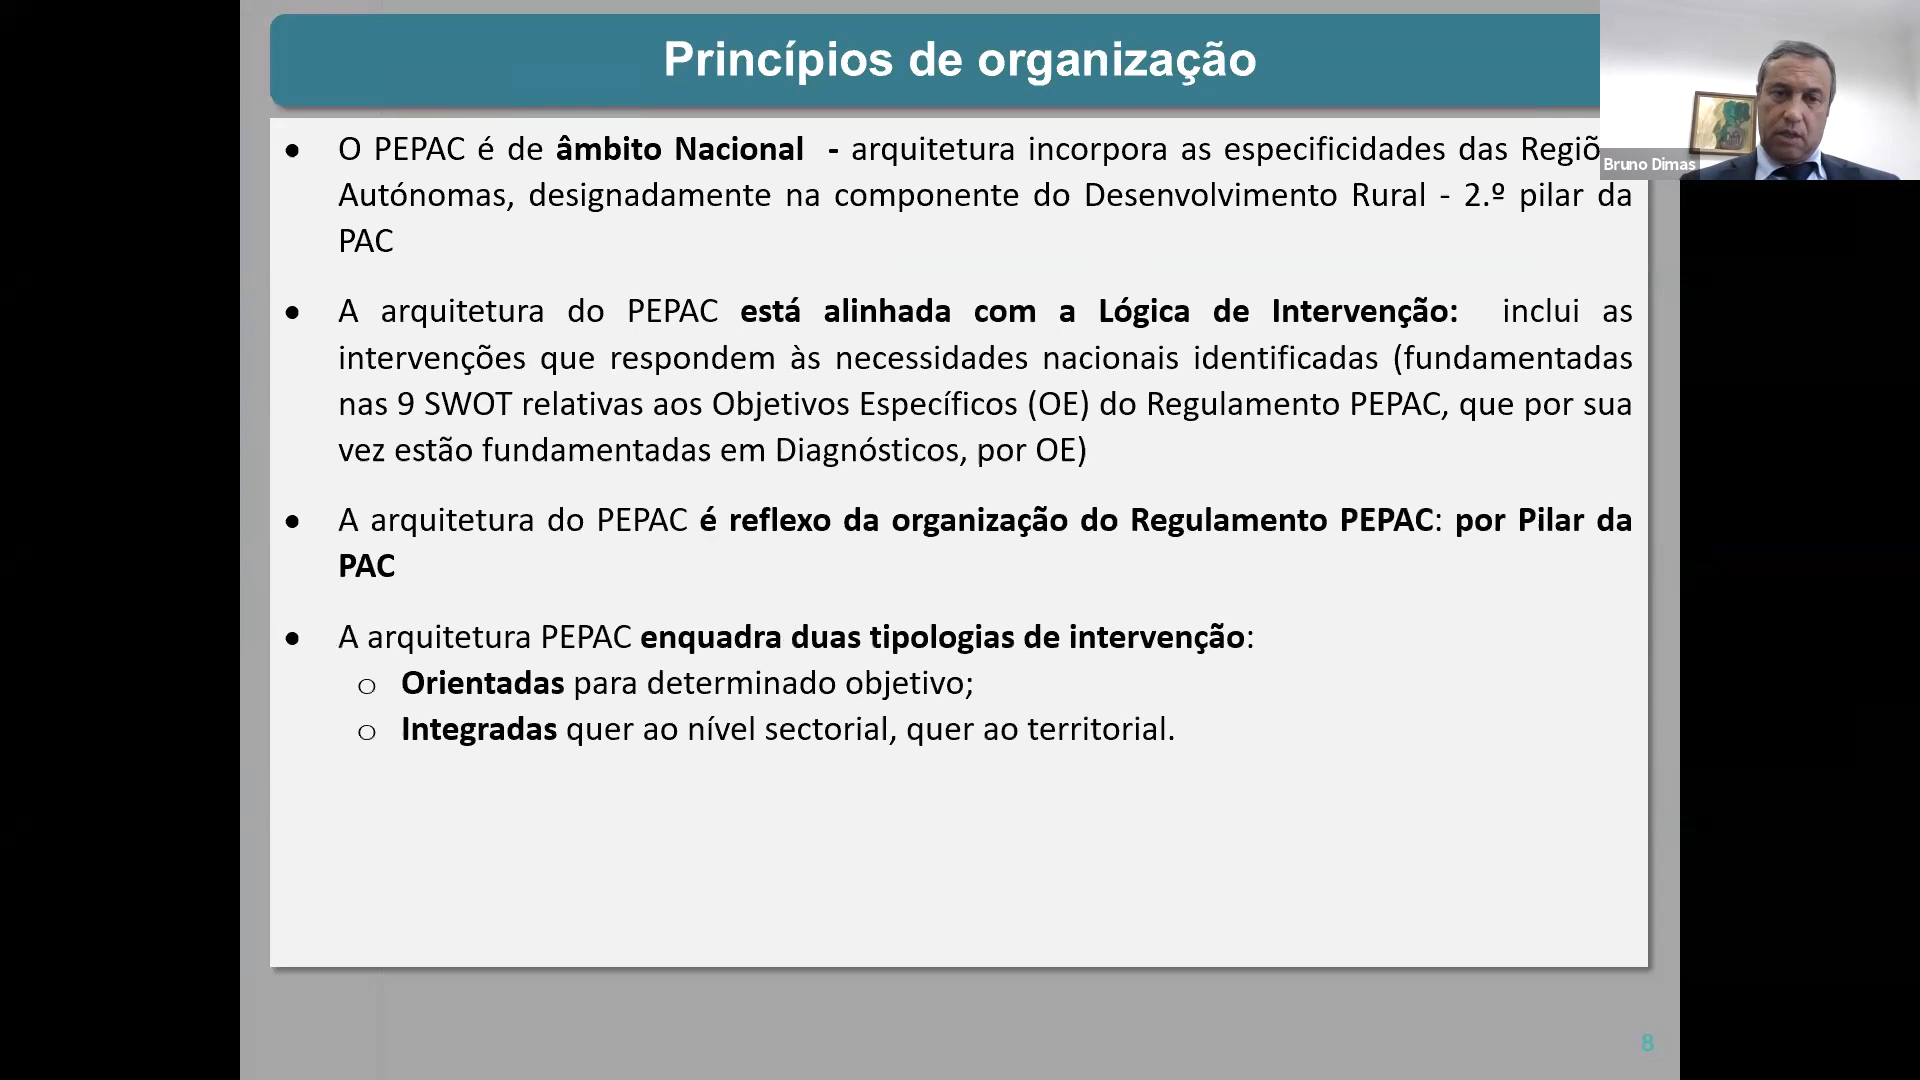 Princípios de organização
Bruno Dimas
• O PEPAC é de âmbito Nacional - arquitetura incorpora as especificidades das
Autónomas, designadamente na componente do Desenvolvimento Rural - 2.º pilar da
PAC
• A arquitetura do PEPAC está alinhada com a Lógica de Intervenção: inclui as
intervenções que respondem às necessidades nacionais identificadas (fundamentadas
nas 9 SWOT relativas aos Objetivos Específicos (OE) do Regulamento PEPAC, que por sua
vez estão fundamentadas em Diagnósticos, por OE)
• A arquitetura do PEPAC é reflexo da organização do Regulamento PEPAC: por Pilar da
PAC
• A arquitetura PEPAC enquadra duas tipologias de intervenção:
o Orientadas para determinado objetivo;
o Integradas quer ao nível sectorial, quer ao territorial.
8